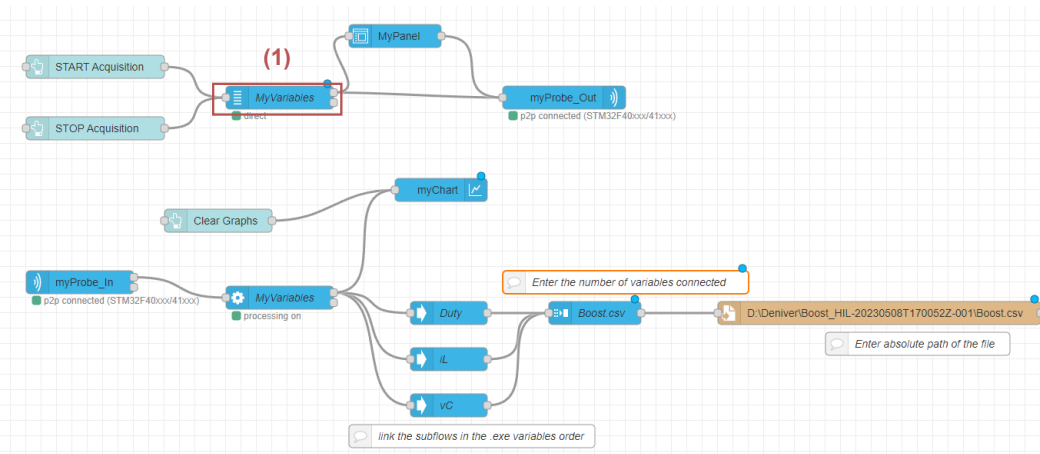 MyPanel
(1)
START Acquisition
MyVariables
myProbe_Out
direct
p2p connected (STM32F40xxx/41xxx)
STOP Acquisition
myChart
Clear Graphs
myProbe_In
p2p connected (STM32F40xxx/41xxx)
MyVariables
processing on
Enter the number of variables connected
Duty
Boost.csv
D:\Deniver\Boost_HIL-20230508T170052Z-001\Boost.csv
Enter absolute path of the file
iL
vC
link the subflows in the .exe variables order